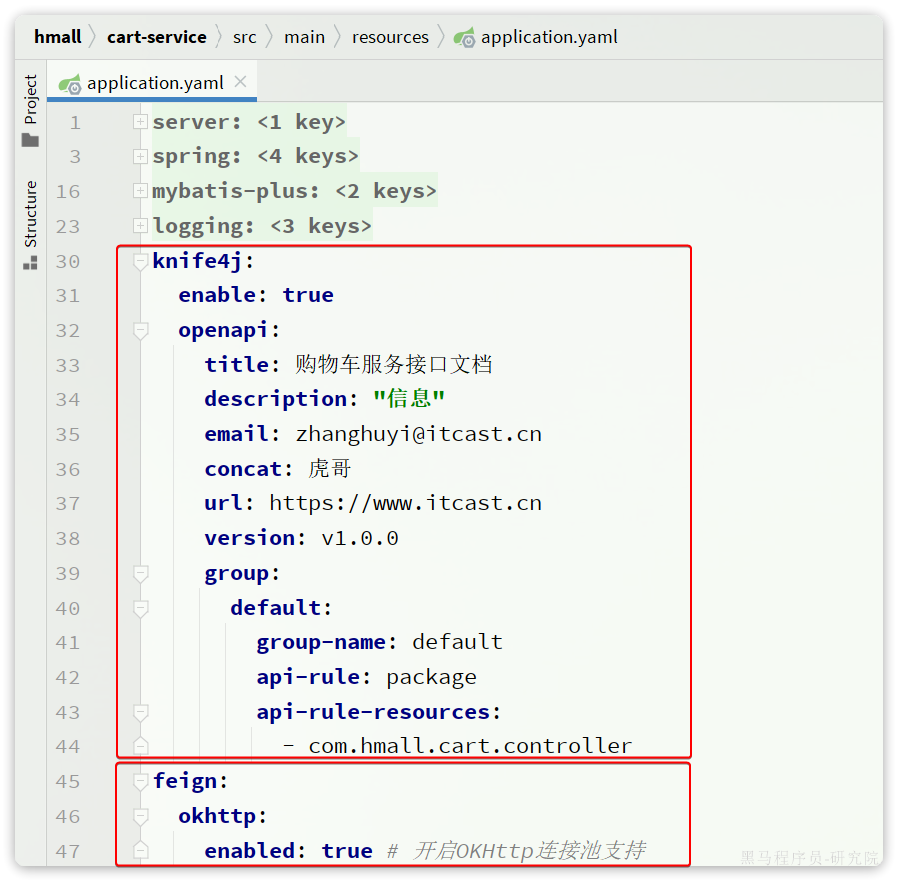 hmall 〉 cart-service 〉 src 〉 main 〉 resources 〉 application.yaml
application.yaml ×
Project
Structure
1 server: <1 key>
3 spring: <4 keys>
16 mybatis-plus: <2 keys>
23 logging: <3 keys>
30 knife4j:
31 enable: true
32 openapi:
33 title: 购物车服务接口文档
34 description: "信息"
35 email: zhanghuyi@itcast.cn
36 concat: 虎哥
37 url: https://www.itcast.cn
38 version: v1.0.0
39 group:
40 default:
41 group-name: default
42 api-rule: package
43 api-rule-resources:
44 - com.hmall.cart.controller
45 feign:
46 okhttp:
47 enabled: true # 开启OKHttp连接池支持
黑马程序员-研究院